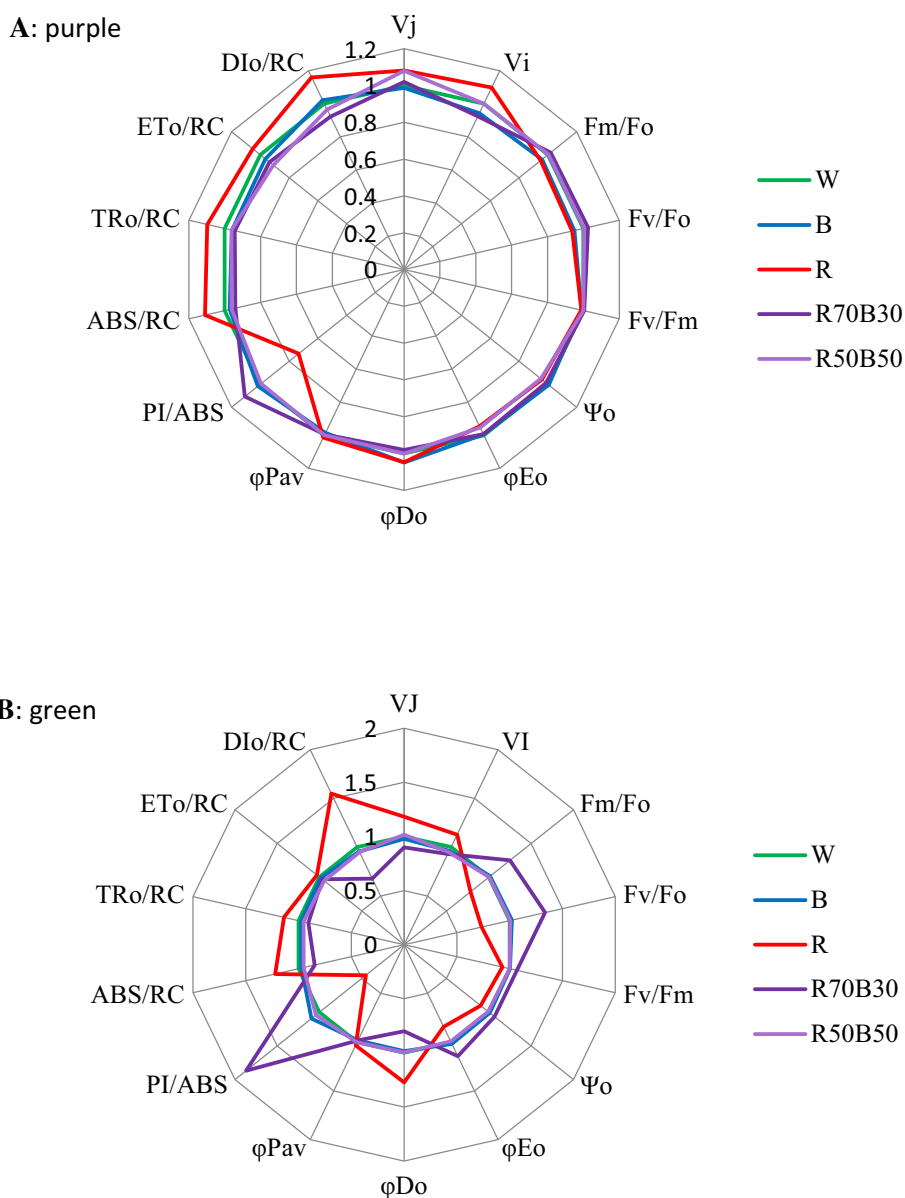 A: purple
Vj
Vi
Fm/Fo
Fv/Fo
Fv/Fm
Ψo
φEo
φDo
φPav
PI/ABS
ABS/RC
TRo/RC
ETo/RC
DIo/RC
1.2
1
0.8
0.6
0.4
0.2
0
W
B
R
R70B30
R50B50
B: green
VJ
VI
Fm/Fo
Fv/Fo
Fv/Fm
Ψo
φEo
φDo
φPav
PI/ABS
ABS/RC
TRo/RC
ETo/RC
DIo/RC
2
1.5
1
0.5
0
W
B
R
R70B30
R50B50